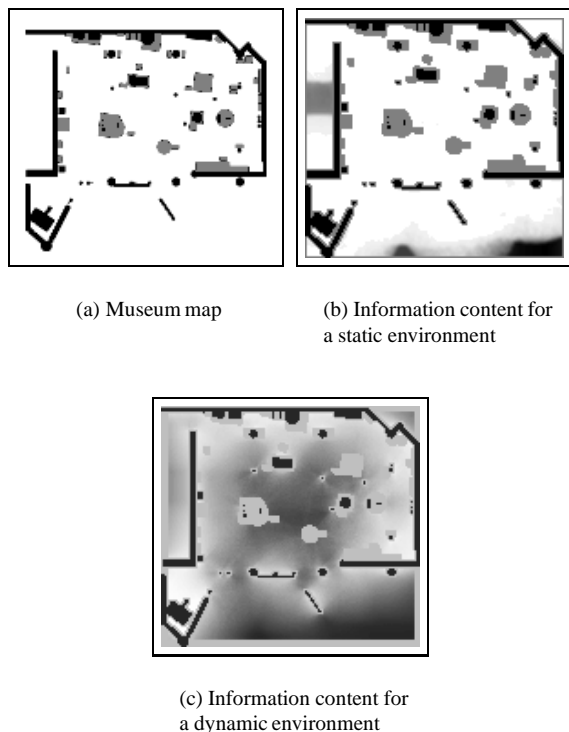 (a) Museum map
(b) Information content for
a static environment
(c) Information content for
a dynamic environment